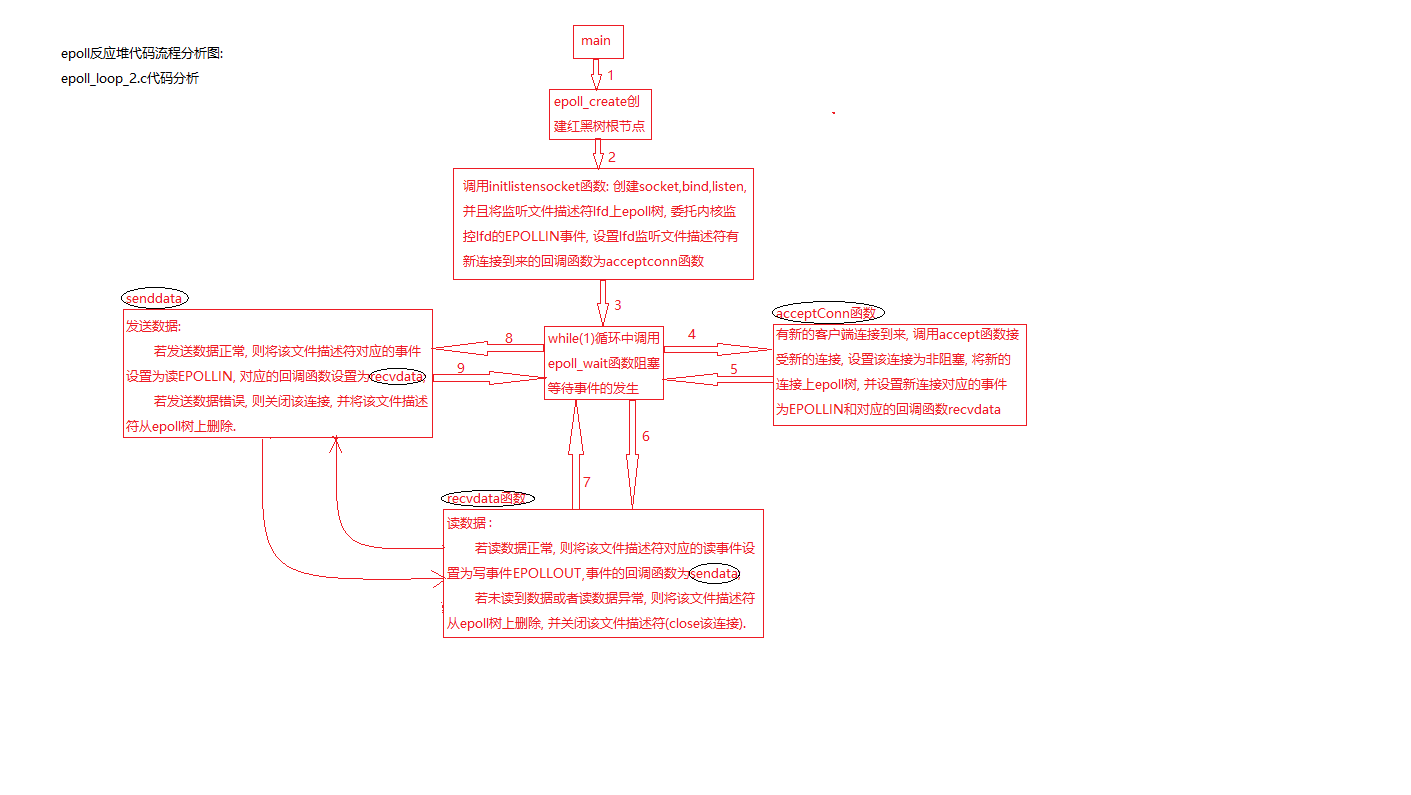 epoll反应堆代码流程分析图:
epoll_loop_2.c代码分析
main
1
epoll_create创
建红黑树根节点
2
调用initlistensocket函数: 创建socket,bind,listen,
并且将监听文件描述符lfd上epoll树, 委托内核监
控lfd的EPOLLIN事件, 设置lfd监听文件描述符有
新连接到来的回调函数为acceptconn函数
3
while(1)循环中调用
epoll_wait函数阻塞
等待事件的发生
4
5
acceptConn函数
有新的客户端连接到来, 调用accept函数接
受新的连接, 设置该连接为非阻塞, 将新的
连接上epoll树, 并设置新连接对应的事件
为EPOLLIN和对应的回调函数recvdata
6
7
recvdata函数
读数据 :
若读数据正常, 则将该文件描述符对应的读事件设
置为写事件EPOLLOUT,事件的回调函数为sendata,
若未读到数据或者读数据异常, 则将该文件描述符
从epoll树上删除, 并关闭该文件描述符(close该连接).
8
9
senddata
发送数据:
若发送数据正常, 则将该文件描述符对应的事件
设置为读EPOLLIN, 对应的回调函数设置为recvdata,
若发送数据错误, 则关闭该连接, 并将该文件描述
符从epoll树上删除.